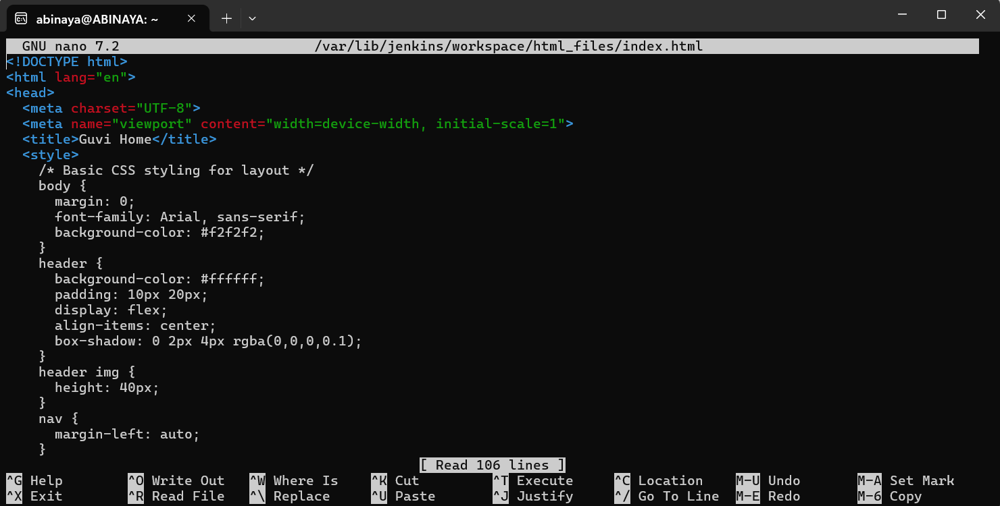 abinaya@ABINAYA: ~
GNU nano 7.2 /var/lib/jenkins/workspace/html_files/index.html
<!DOCTYPE html>
<html lang="en">
<head>
  <meta charset="UTF-8">
  <meta name="viewport" content="width=device-width, initial-scale=1">
  <title>Guvi Home</title>
  <style>
    /* Basic CSS styling for layout */
    body {
      margin: 0;
      font-family: Arial, sans-serif;
      background-color: #f2f2f2;
    }
    header {
      background-color: #ffffff;
      padding: 10px 20px;
      display: flex;
      align-items: center;
      box-shadow: 0 2px 4px rgba(0,0,0,0.1);
    }
    header img {
      height: 40px;
    }
    nav {
      margin-left: auto;
    }
[ Read 106 lines ]
^G Help ^O Write Out ^W Where Is ^K Cut ^T Execute ^C Location M-U Undo M-A Set Mark
^X Exit ^R Read File ^\ Replace ^U Paste ^J Justify ^/ Go To Line M-E Redo M-6 Copy